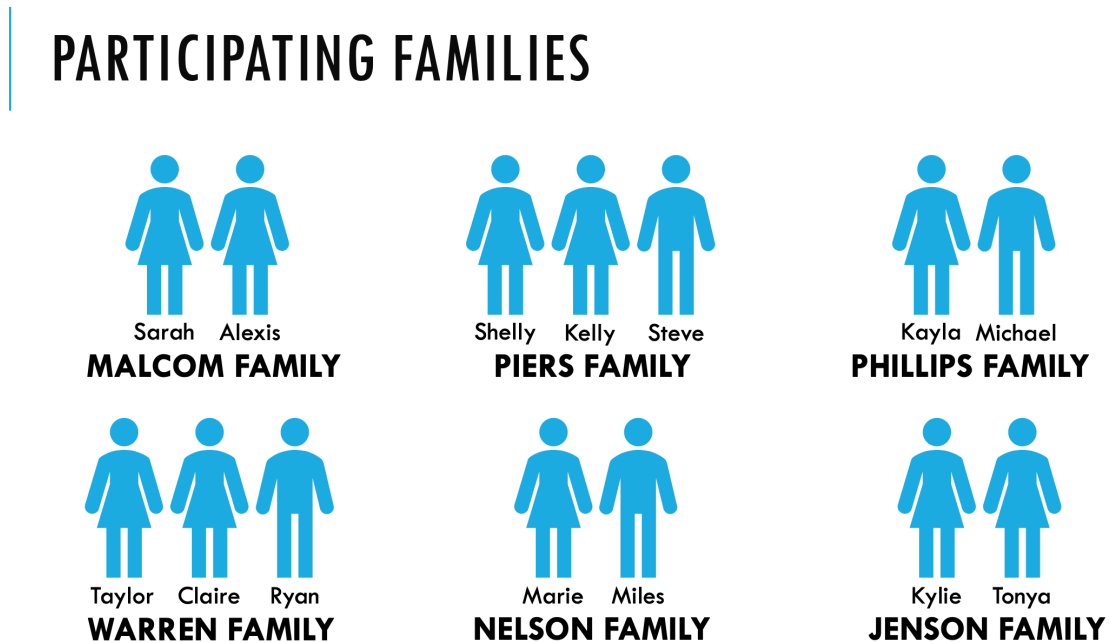 PARTICIPATING FAMILIES
Sarah Alexis
MALCOM FAMILY
Shelly Kelly Steve
PIERS FAMILY
Kayla Michael
PHILLIPS FAMILY
Taylor Claire Ryan
WARREN FAMILY
Marie Miles
NELSON FAMILY
Kylie Tonya
JENSON FAMILY